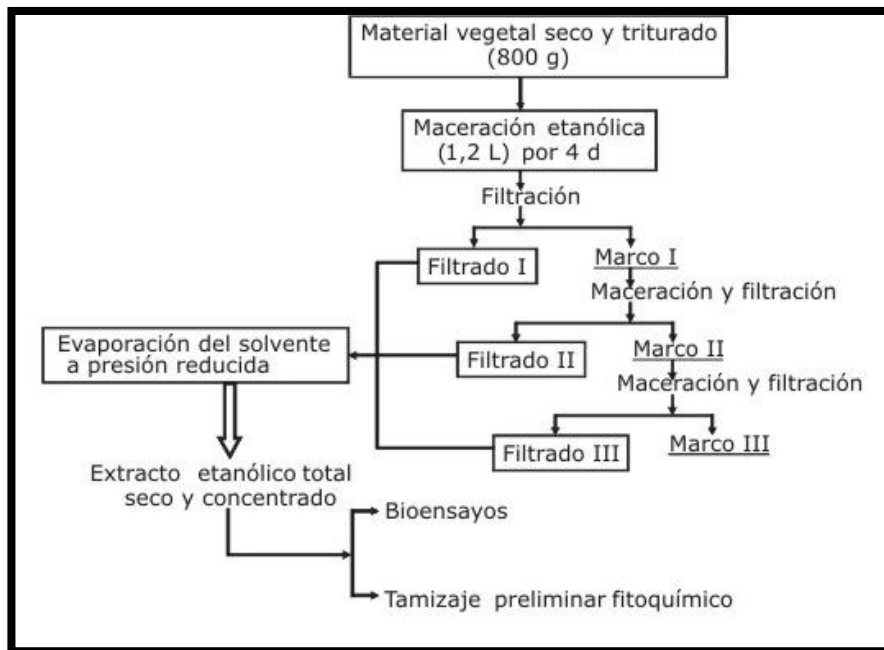 Material vegetal seco y triturado
(800 g)
Maceración etanólica
(1,2 L) por 4 d
Filtración
Filtrado I
Marco I
Maceración y filtración
Evaporación del solvente
a presión reducida
Filtrado II
Marco II
Maceración y filtración
Filtrado III
Marco III
Extracto etanólico total
seco y concentrado
Bioensayos
Tamizaje preliminar fitoquímico